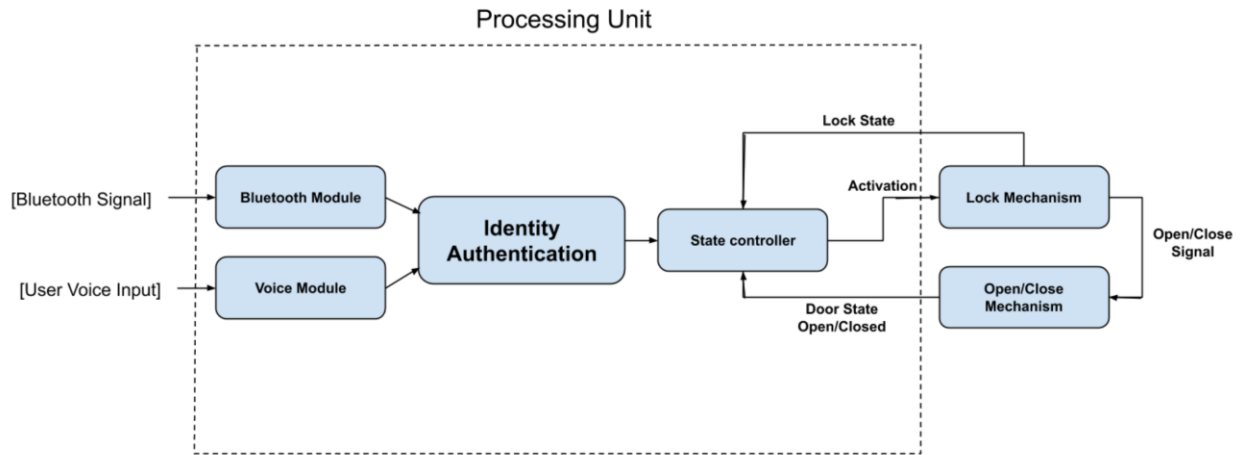 Processing Unit
Lock State
[Bluetooth Signal]
Bluetooth Module
Activation
Lock Mechanism
Identity
Authentication
State controller
Open/Close
Signal
[User Voice Input]
Voice Module
Open/Close
Mechanism
Door State
Open/Closed